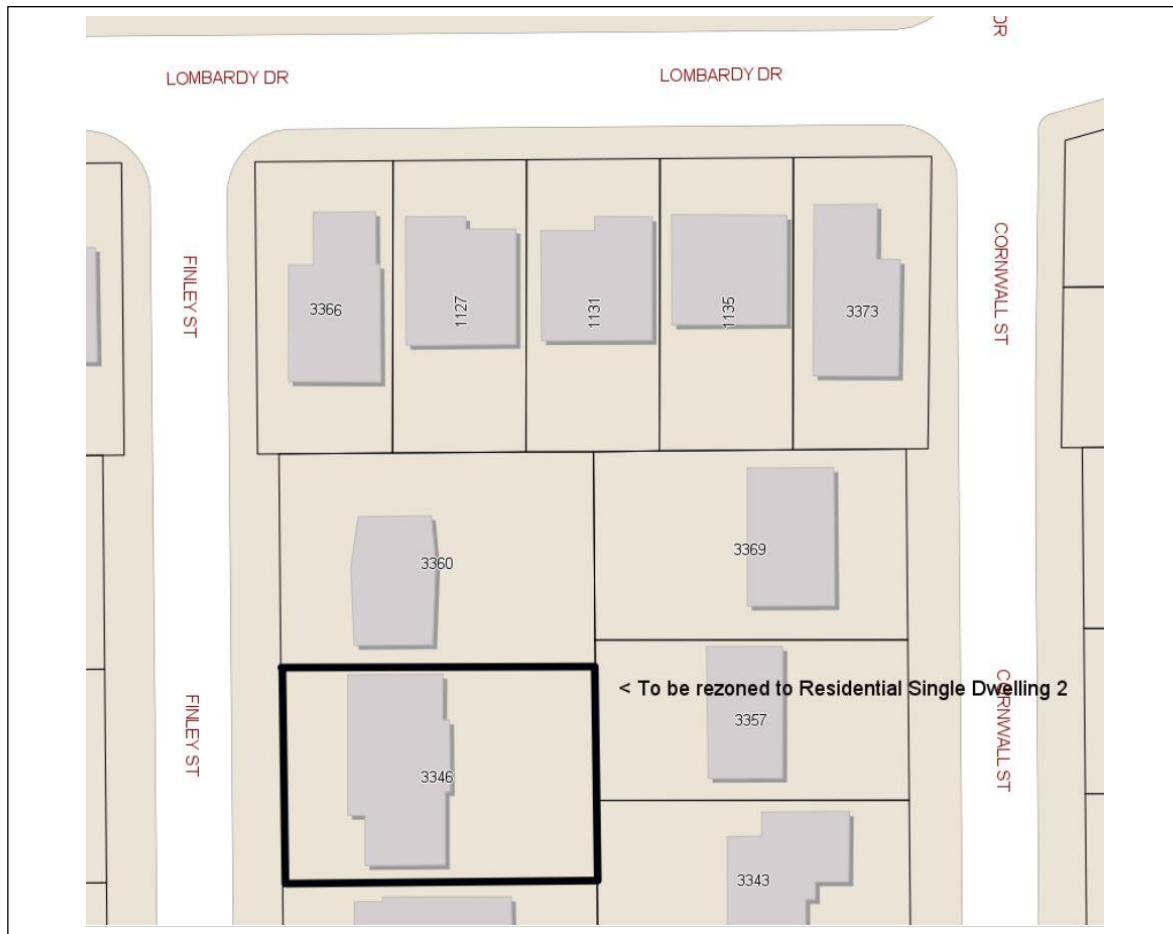 DR
LOMBARDY DR
LOMBARDY DR
FINLEY ST
CORNWALL ST
3366
1127
1131
1135
3373
3360
3369
< To be rezoned to Residential Single Dwelling 2
FINLEY ST
CORNWALL ST
3357
3346
3343